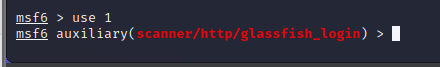 msf6 > use 1
msf6 auxiliary(scanner/http/glassfish_login) >